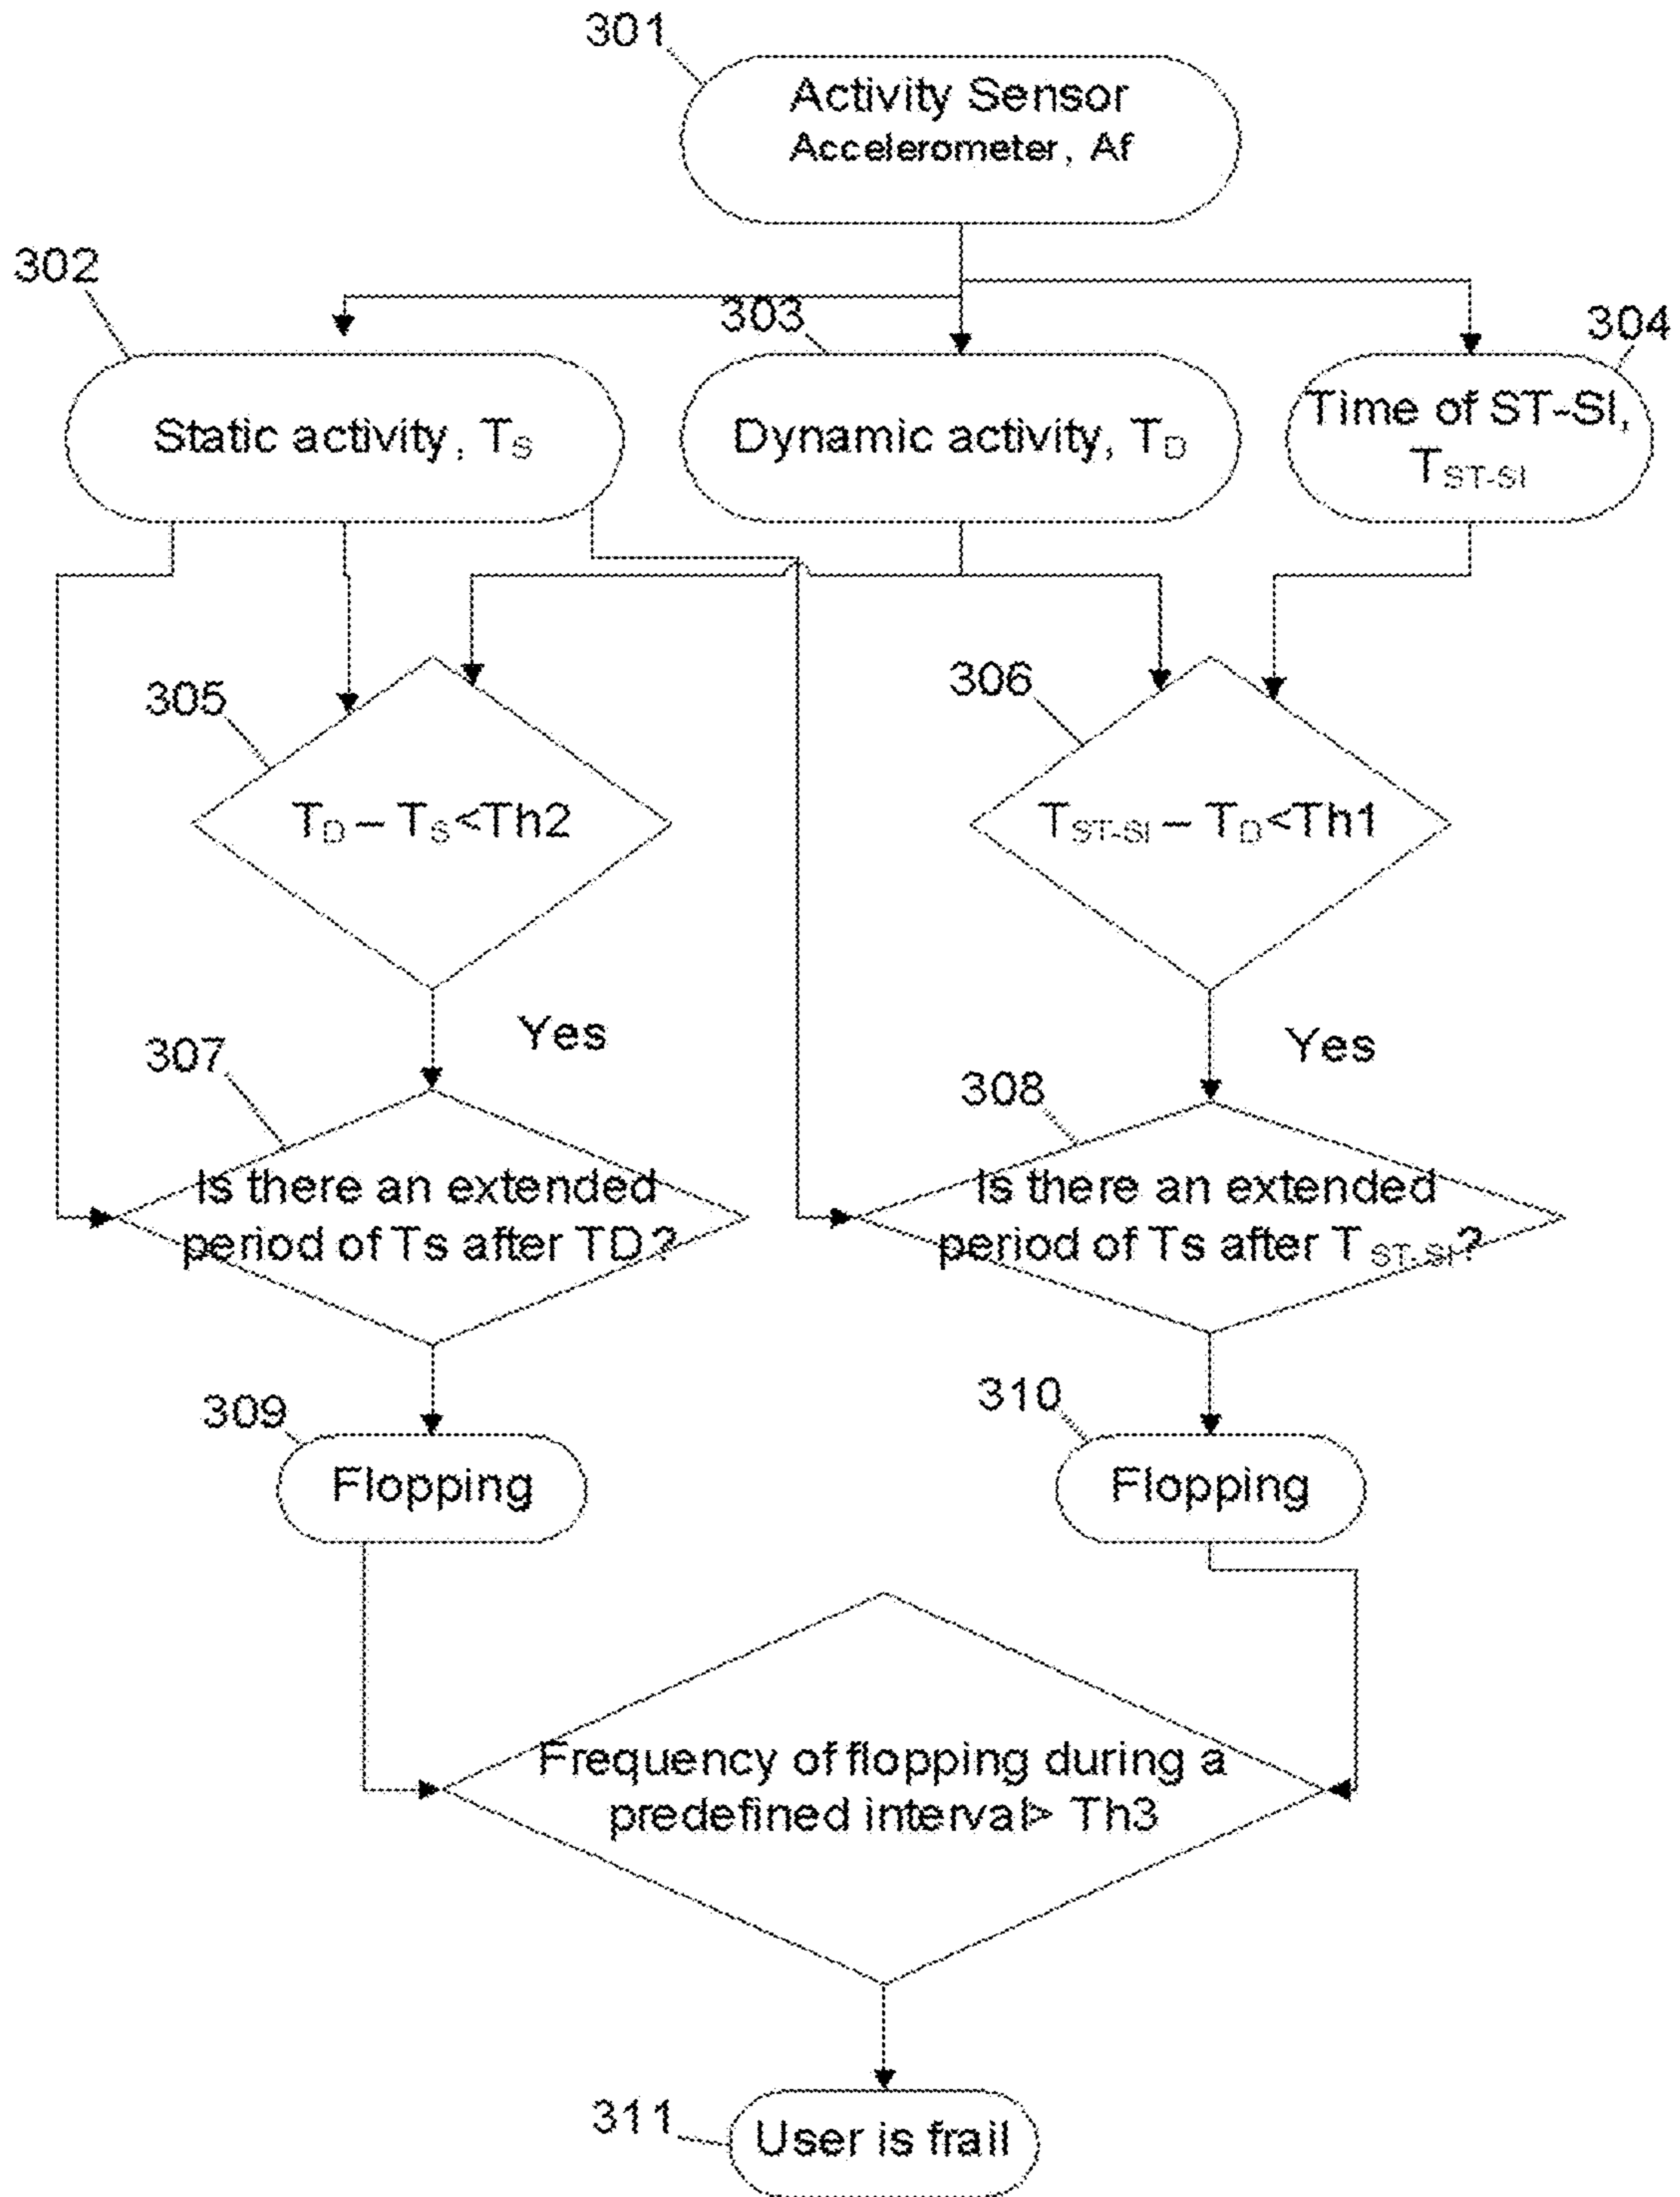 301
Activity Sensor
Accelerometer, Af
302
303
304
Static activity, TS
Dynamic activity, TD
Time of ST-SI,
TST-SI
305
306
TD – TS<Th2
TST-SI – TD<Th1
Yes
Yes
307
308
Is there an extended
period of Ts after TD?
Is there an extended
period of Ts after T ST-SI?
309
310
Flopping
Flopping
Frequency of flopping during a
predefined interval> Th3
311
User is frail